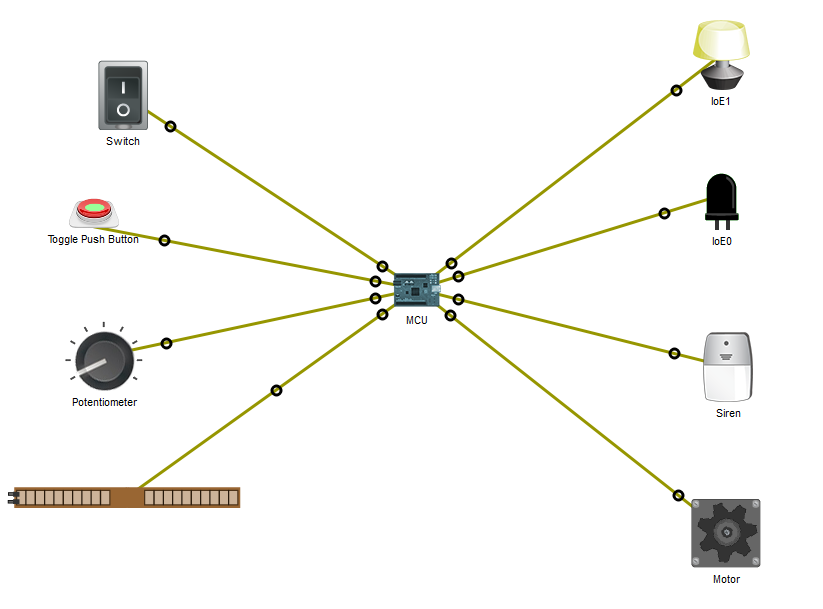 IoE1
Switch
Toggle Push Button
IoE0
MCU
Potentiometer
Siren
Motor